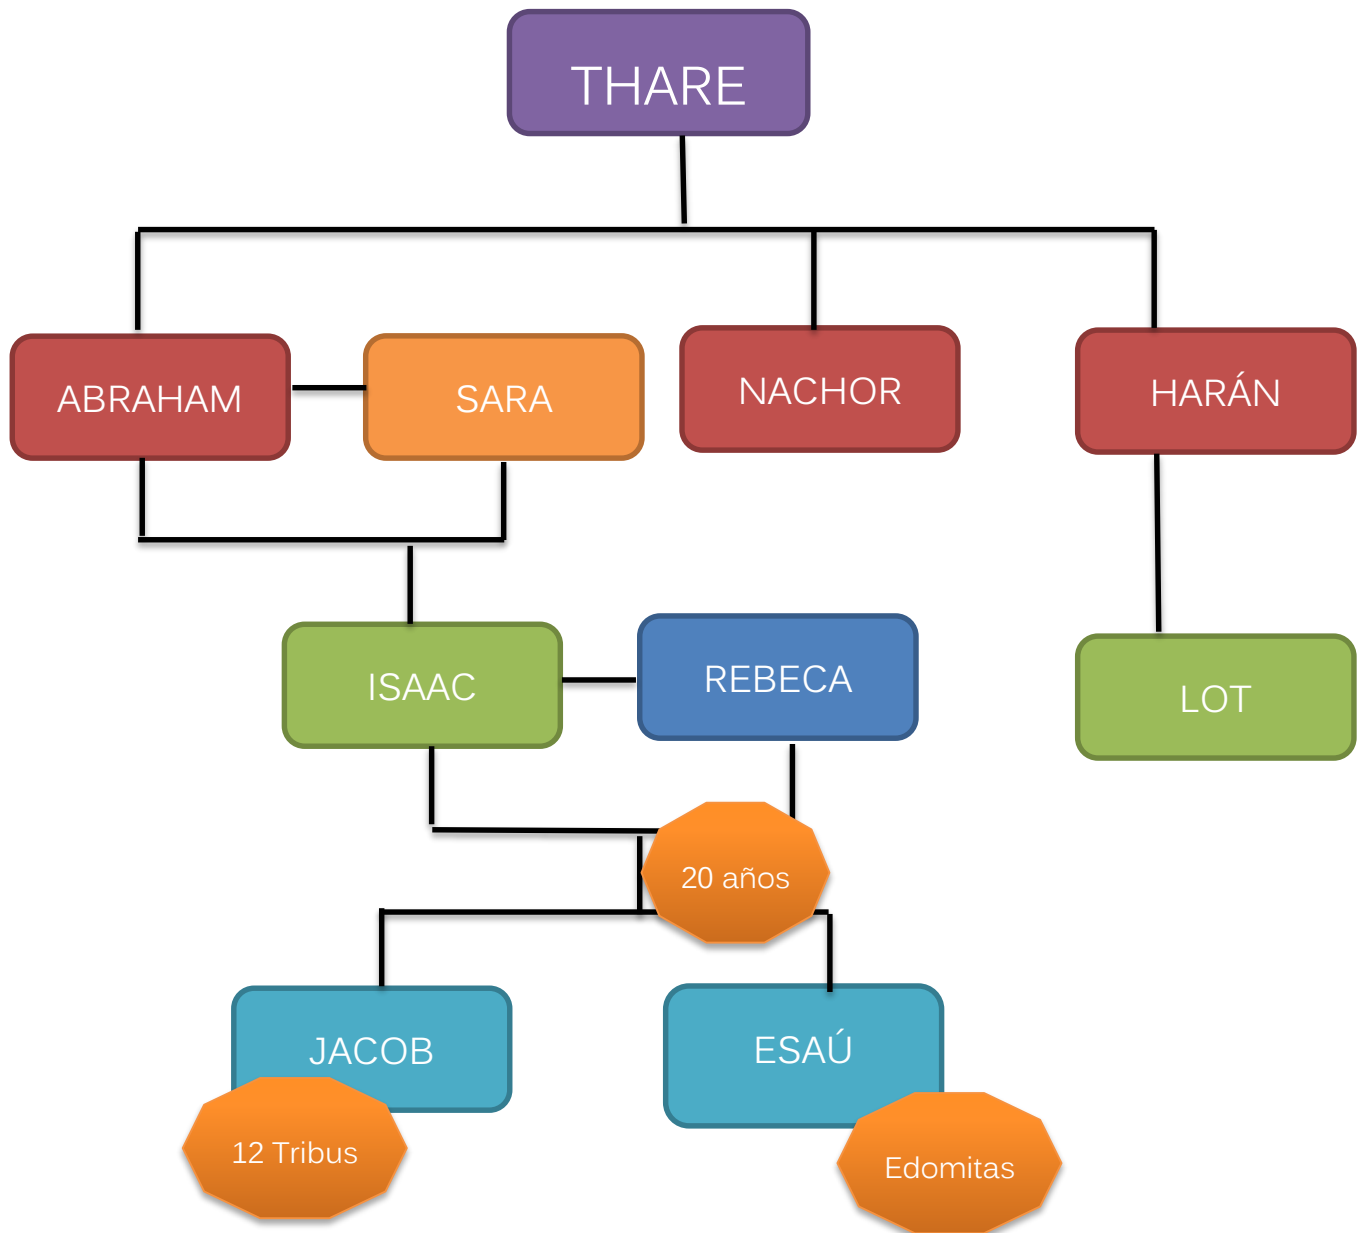 THARE
ABRAHAM
SARA
NACHOR
HARÁN
ISAAC
REBECA
LOT
20 años
JACOB
ESAÚ
12 Tribus
Edomitas